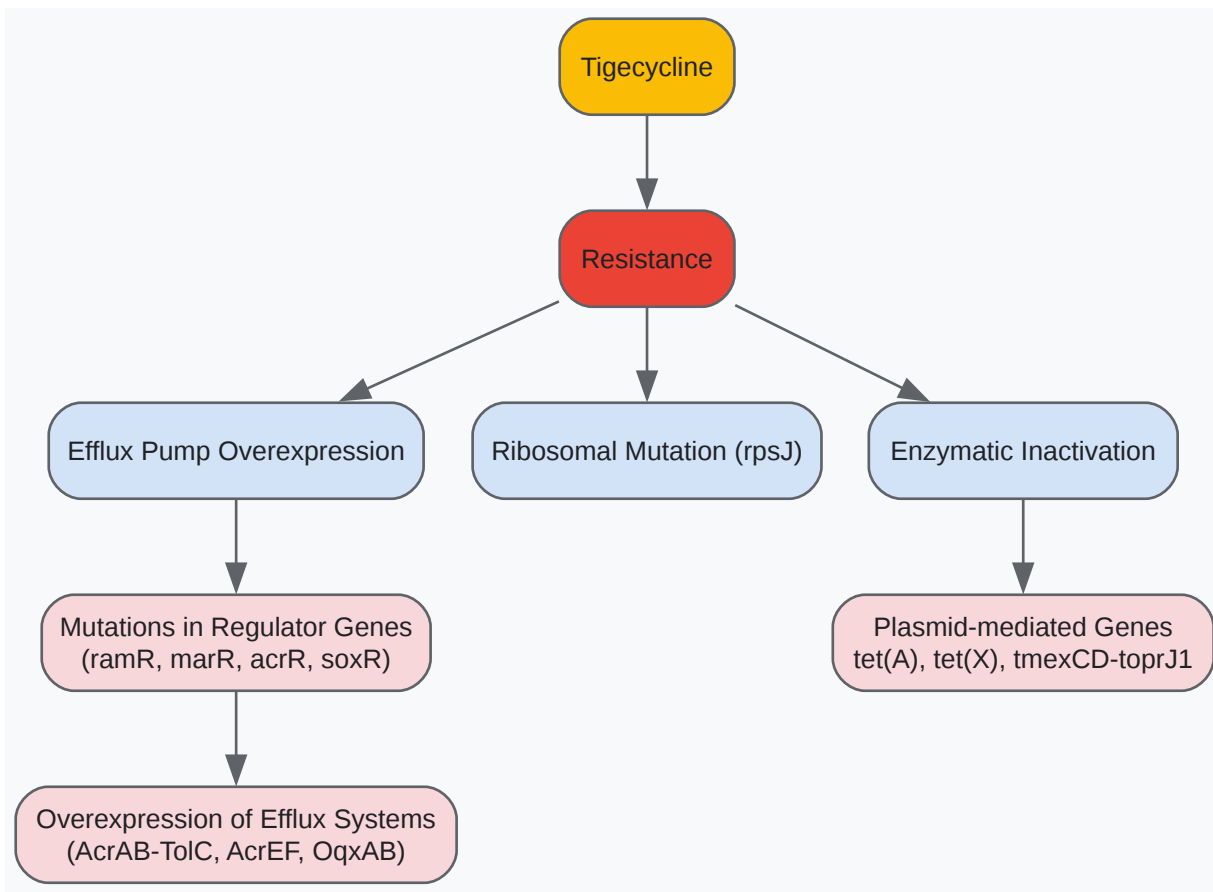 Tigecycline
Resistance
Efflux Pump Overexpression
Ribosomal Mutation (rpsJ)
Enzymatic Inactivation
Mutations in Regulator Genes
(ramR, marR, acrR, soxR)
Plasmid-mediated Genes
tet(A), tet(X), tmexCD-toprJ1
Overexpression of Efflux Systems
(AcrAB-TolC, AcrEF, OqxAB)